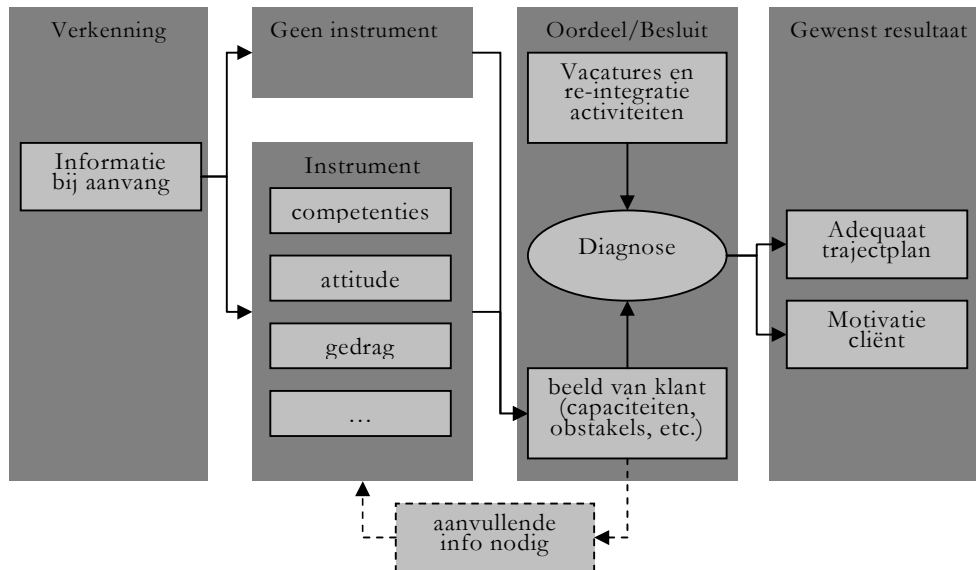 Verkenning
Informatie
bij aanvang
Geen instrument
Instrument
competenties
attitude
gedrag
...
Oordeel/Besluit
Vacatures en
re-integratie
activiteiten
Diagnose
beeld van klant
(capaciteiten,
obstakels, etc.)
aanvullende
info nodig
Gewenst resultaat
Adequaat
trajectplan
Motivatie
cliënt